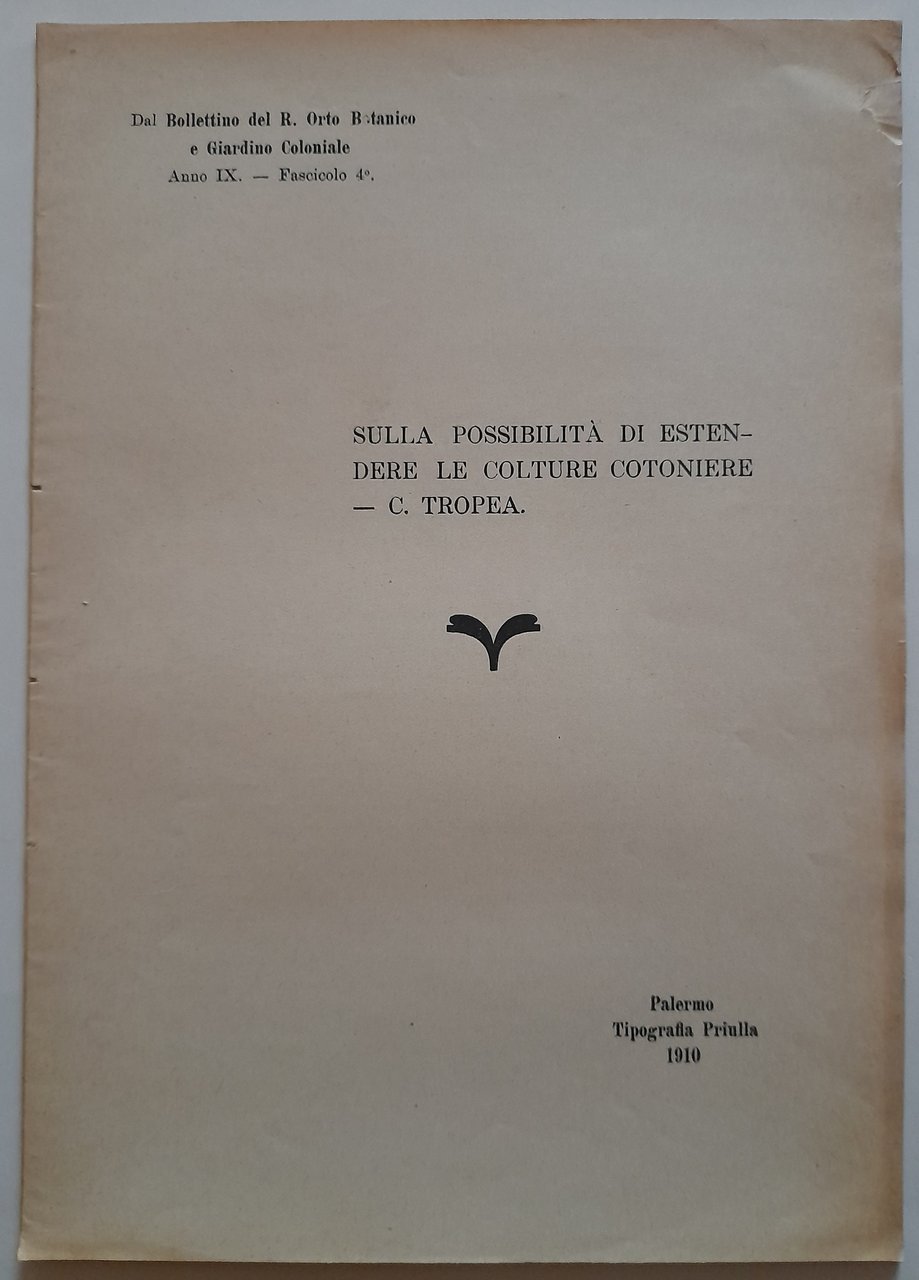 Dal Bollettino del R. Orto Botanico
e Giardino Coloniale
Anno IX. — Fascicolo 4º.
SULLA POSSIBILITÀ DI ESTEN-
DERE LE COLTURE COTONIERE
— C. TROPEA.
Palermo
Tipografia Priulla
1910